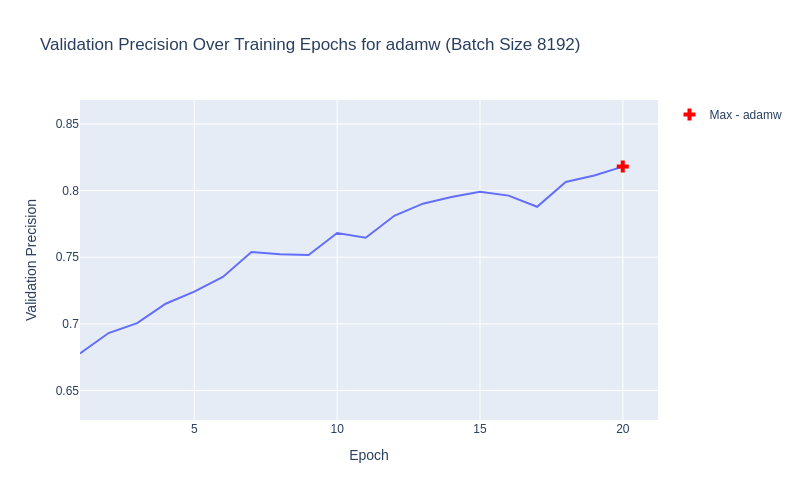 Validation Precision Over Training Epochs for adamw (Batch Size 8192)
Max - adamw
Validation Precision
0.85
0.8
0.75
0.7
0.65
5
10
15
20
Epoch